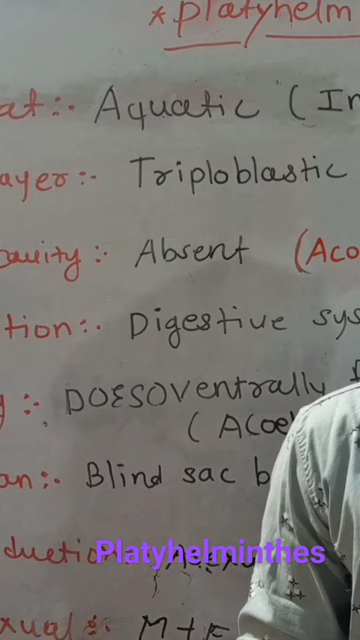 * Platyhelm
at:- Aquatic ( In
ayer:- Triploblastic
avity:- Absent (Aco
tion:- Digestive sys
y:- DOESOVentrally
( Acoe
an:- Blind sac b
duction
Platyhelminthes
xual:- M+F